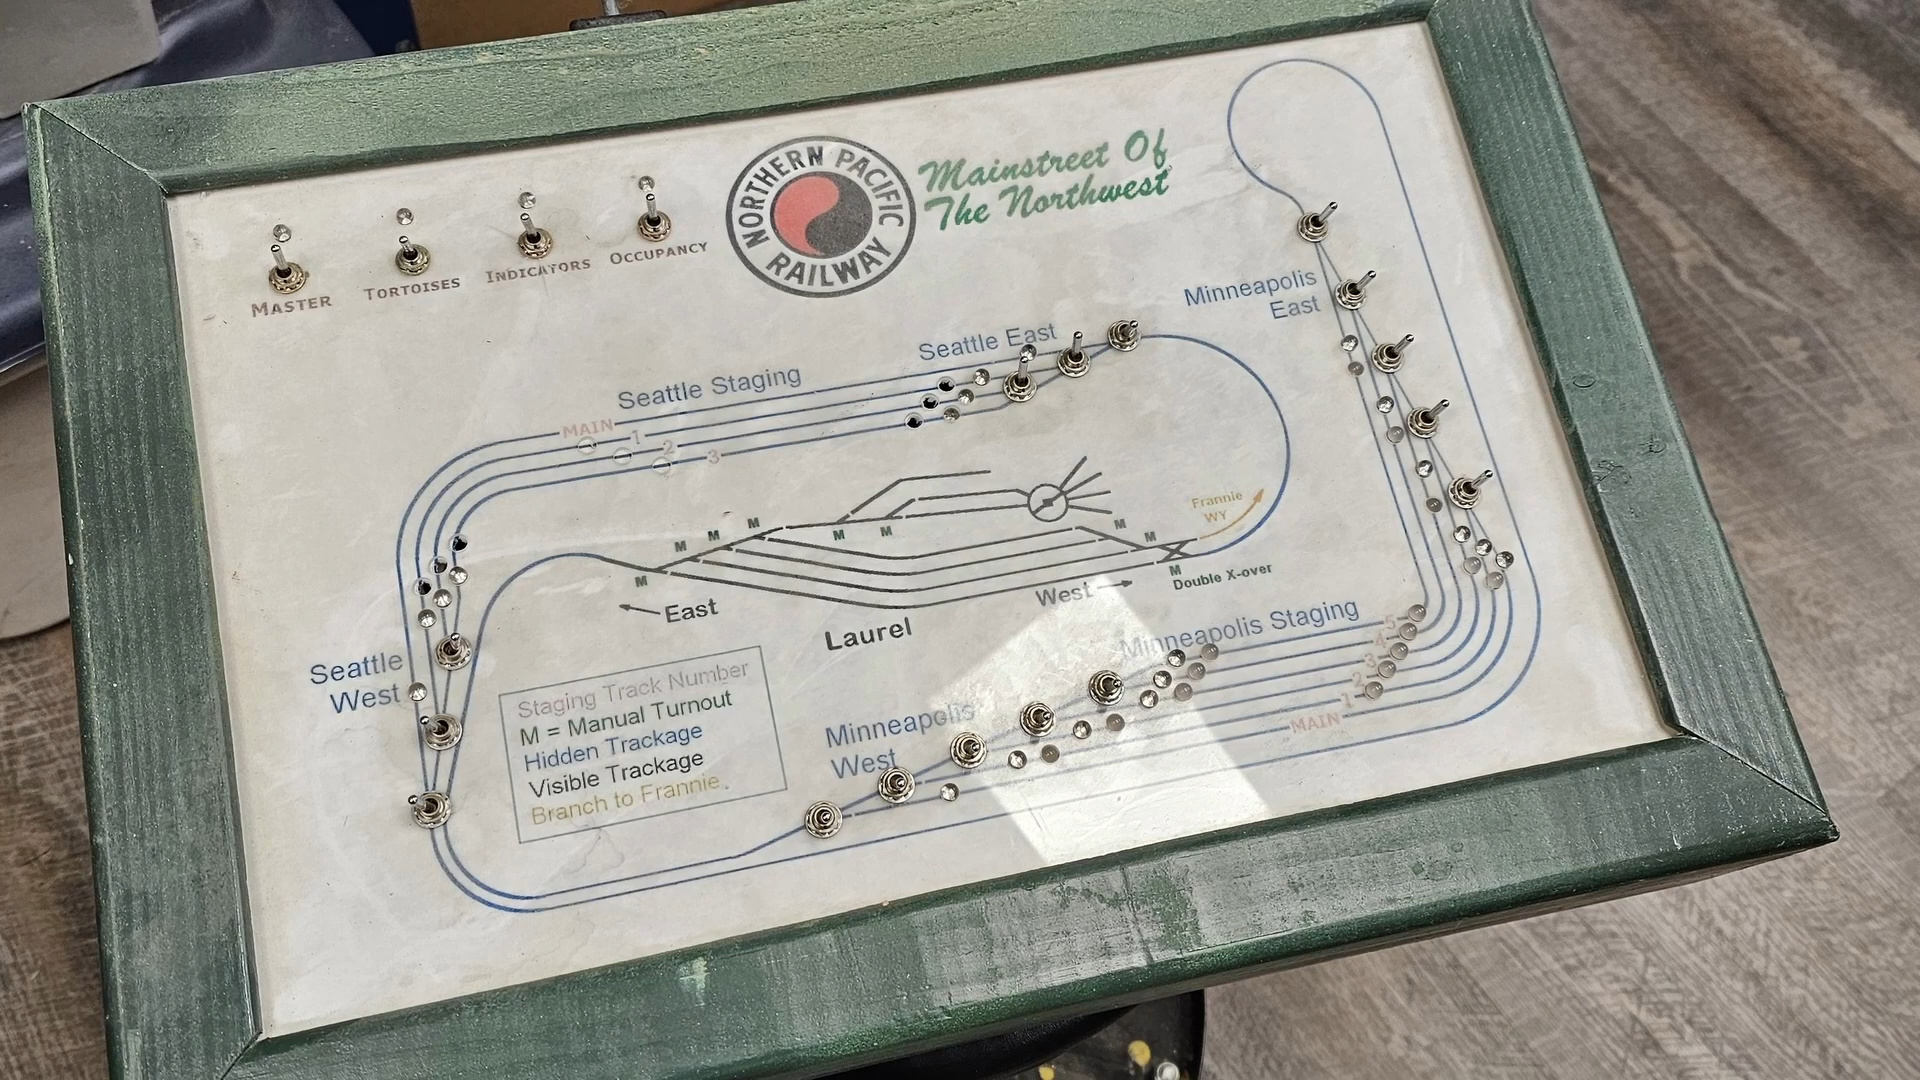 NORTHERN PACIFIC
RAILWAY
Mainstreet Of
The Northwest
MASTER
TORTOISES
INDICATORS
OCCUPANCY
Minneapolis
East
Seattle East
Seattle Staging
MAIN
1
2
3
M
M
M
M
M
M
M
M
M
Frannie
WY
Double X-over
East
West
Laurel
Seattle
West
Minneapolis Staging
5
4
3
2
1
MAIN
Minneapolis
West
Staging Track Number
M = Manual Turnout
Hidden Trackage
Visible Trackage
Branch to Frannie